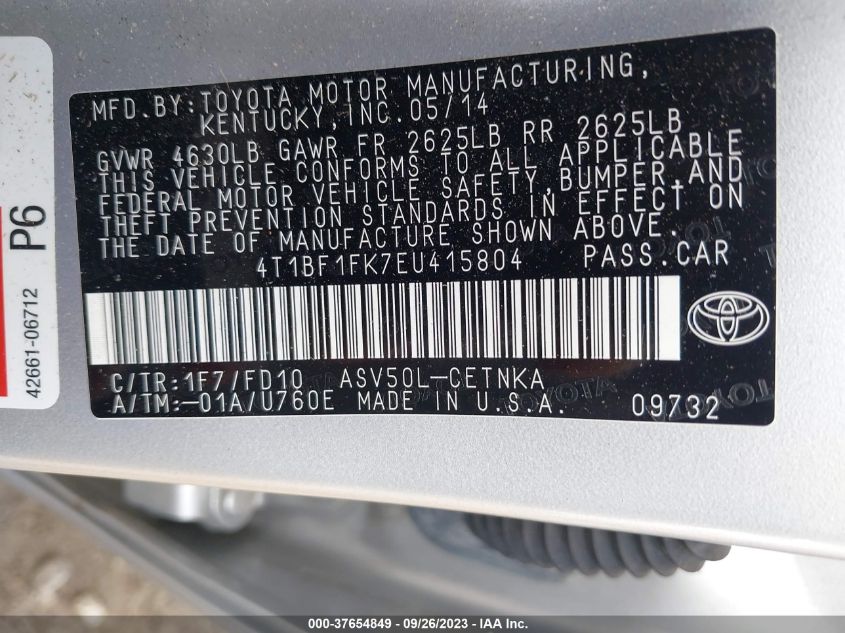 MFD.BY:TOYOTA MOTOR MANUFACTURING,
KENTUCKY,INC.05/14
GVWR 4630LB GAWR FR 2625LB RR 2625LB
THIS VEHICLE CONFORMS TO ALL APPLICABLE
FEDERAL MOTOR VEHICLE SAFETY,BUMPER,AND
THEFT PREVENTION STANDARDS IN EFFECT ON
THE DATE OF MANUFACTURE SHOWN ABOVE.
4T1BF1FK7EU415804 PASS.CAR
C/TR:1F7/FD10 ASV50L-CETNKA
A/TM:-01A/U760E MADE IN U.S.A. 09732
P6
42661-06712
TOYOTA
000-37654849 - 09/26/2023 - IAAI.com